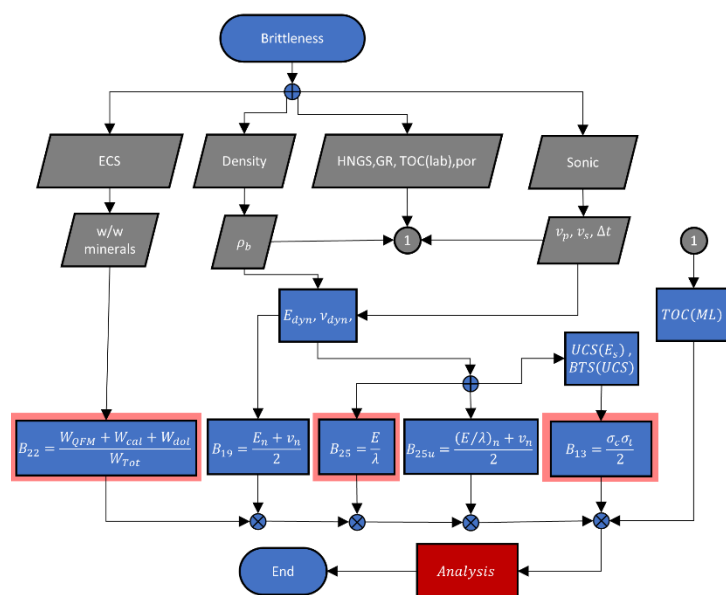 Brittleness
ECS
Density
HNGS,GR, TOC(lab),por
Sonic
w/w
minerals
ρ_b
1
v_p, v_s, Δt
1
E_dyn, ν_dyn,
TOC(ML)
UCS(E_s) ,
BTS(UCS)
B_22 = (W_QFM + W_cal + W_dol) / W_Tot
B_19 = (E_n + v_n) / 2
B_25 = E / λ
B_25u = ((E/λ)_n + v_n) / 2
B_13 = σ_c σ_t / 2
End
Analysis